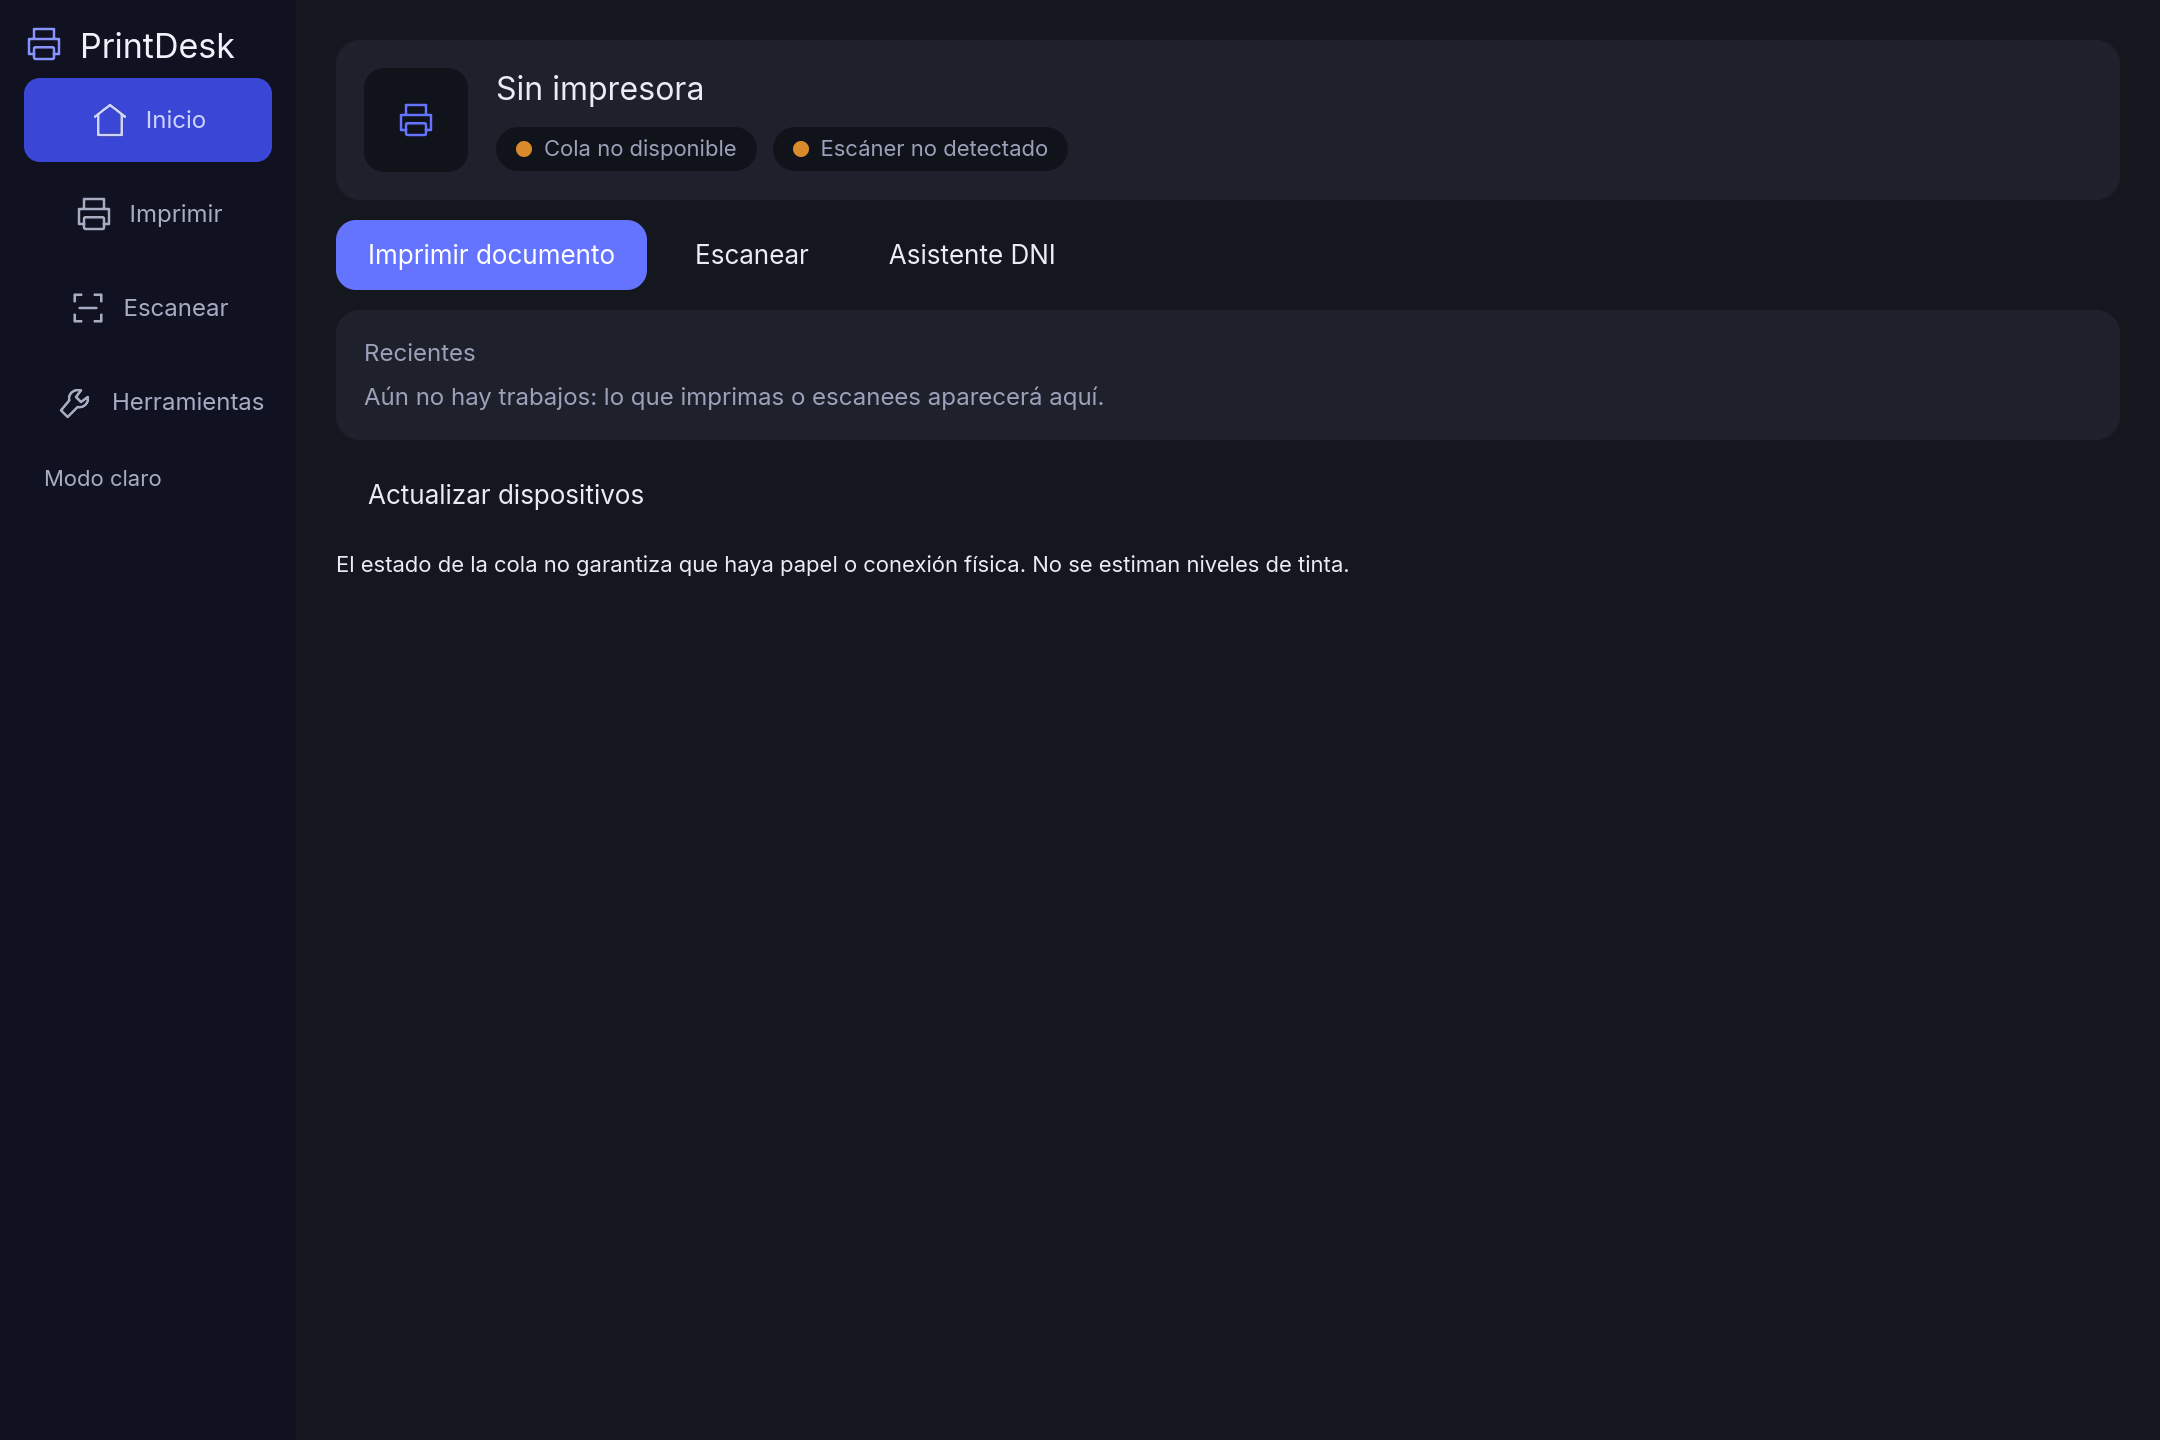 PrintDesk
Inicio
Imprimir
Escanear
Herramientas
Modo claro
Sin impresora
Cola no disponible
Escáner no detectado
Imprimir documento
Escanear
Asistente DNI
Recientes
Aún no hay trabajos: lo que imprimas o escanees aparecerá aquí.
Actualizar dispositivos
El estado de la cola no garantiza que haya papel o conexión física. No se estiman niveles de tinta.